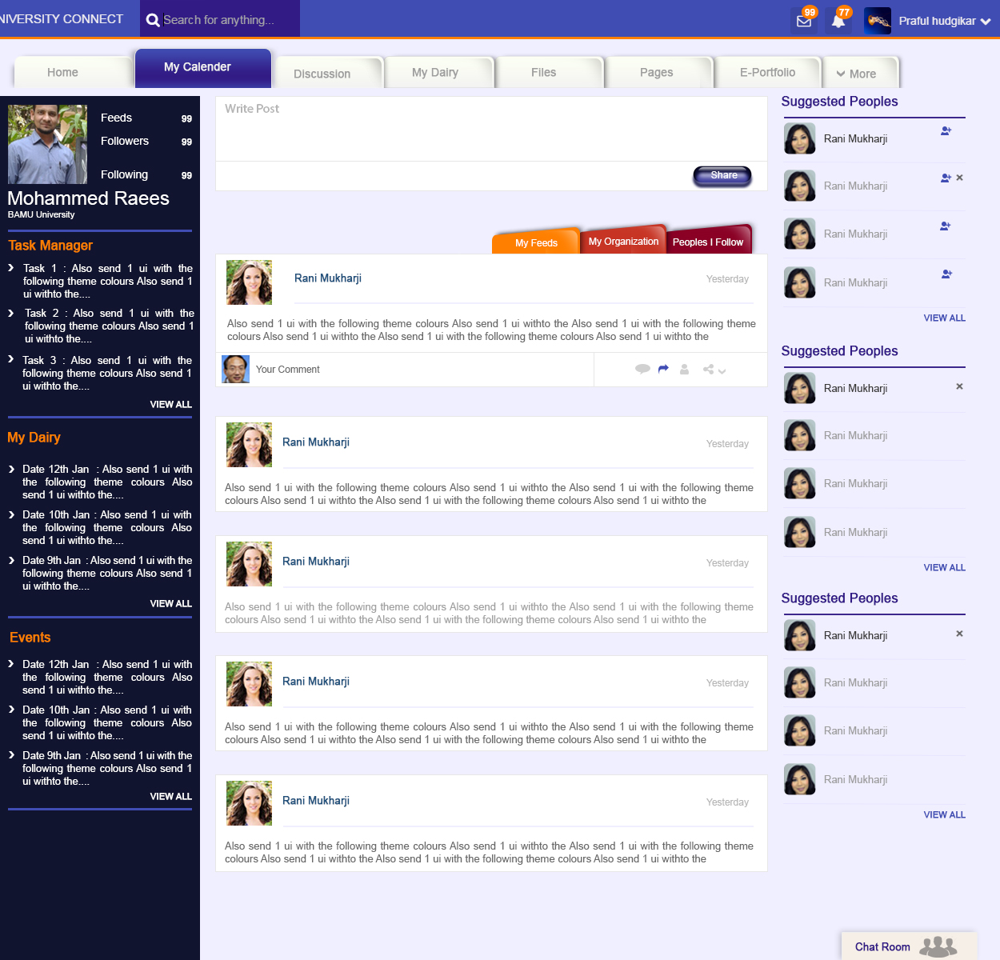 NIVERSITY CONNECT
Search for anything...
99
77
Praful hudgikar
Home
My Calender
Discussion
My Dairy
Files
Pages
E-Portfolio
More
Feeds 99
Followers 99
Following 99
Mohammed Raees
BAMU University
Task Manager
Task 1 : Also send 1 ui with the
following theme colours Also send 1
ui withto the....
Task 2 : Also send 1 ui with the
following theme colours Also send 1
ui withto the....
Task 3 : Also send 1 ui with the
following theme colours Also send 1
ui withto the....
VIEW ALL
My Dairy
Date 12th Jan : Also send 1 ui with
the following theme colours Also
send 1 ui withto the....
Date 10th Jan : Also send 1 ui with
the following theme colours Also
send 1 ui withto the....
Date 9th Jan : Also send 1 ui with the
following theme colours Also send 1
ui withto the....
VIEW ALL
Events
Date 12th Jan : Also send 1 ui with
the following theme colours Also
send 1 ui withto the....
Date 10th Jan : Also send 1 ui with
the following theme colours Also
send 1 ui withto the....
Date 9th Jan : Also send 1 ui with the
following theme colours Also send 1
ui withto the....
VIEW ALL
Write Post
Share
My Feeds
My Organization
Peoples I Follow
Rani Mukharji
Yesterday
Also send 1 ui with the following theme colours Also send 1 ui withto the Also send 1 ui with the following theme
colours Also send 1 ui withto the Also send 1 ui with the following theme colours Also send 1 ui withto the
Your Comment
Rani Mukharji
Yesterday
Also send 1 ui with the following theme colours Also send 1 ui withto the Also send 1 ui with the following theme
colours Also send 1 ui withto the Also send 1 ui with the following theme colours Also send 1 ui withto the
Rani Mukharji
Yesterday
Also send 1 ui with the following theme colours Also send 1 ui withto the Also send 1 ui with the following theme
colours Also send 1 ui withto the Also send 1 ui with the following theme colours Also send 1 ui withto the
Rani Mukharji
Yesterday
Also send 1 ui with the following theme colours Also send 1 ui withto the Also send 1 ui with the following theme
colours Also send 1 ui withto the Also send 1 ui with the following theme colours Also send 1 ui withto the
Rani Mukharji
Yesterday
Also send 1 ui with the following theme colours Also send 1 ui withto the Also send 1 ui with the following theme
colours Also send 1 ui withto the Also send 1 ui with the following theme colours Also send 1 ui withto the
Suggested Peoples
Rani Mukharji
Rani Mukharji
Rani Mukharji
Rani Mukharji
VIEW ALL
Suggested Peoples
Rani Mukharji
Rani Mukharji
Rani Mukharji
Rani Mukharji
VIEW ALL
Suggested Peoples
Rani Mukharji
Rani Mukharji
Rani Mukharji
Rani Mukharji
VIEW ALL
Chat Room